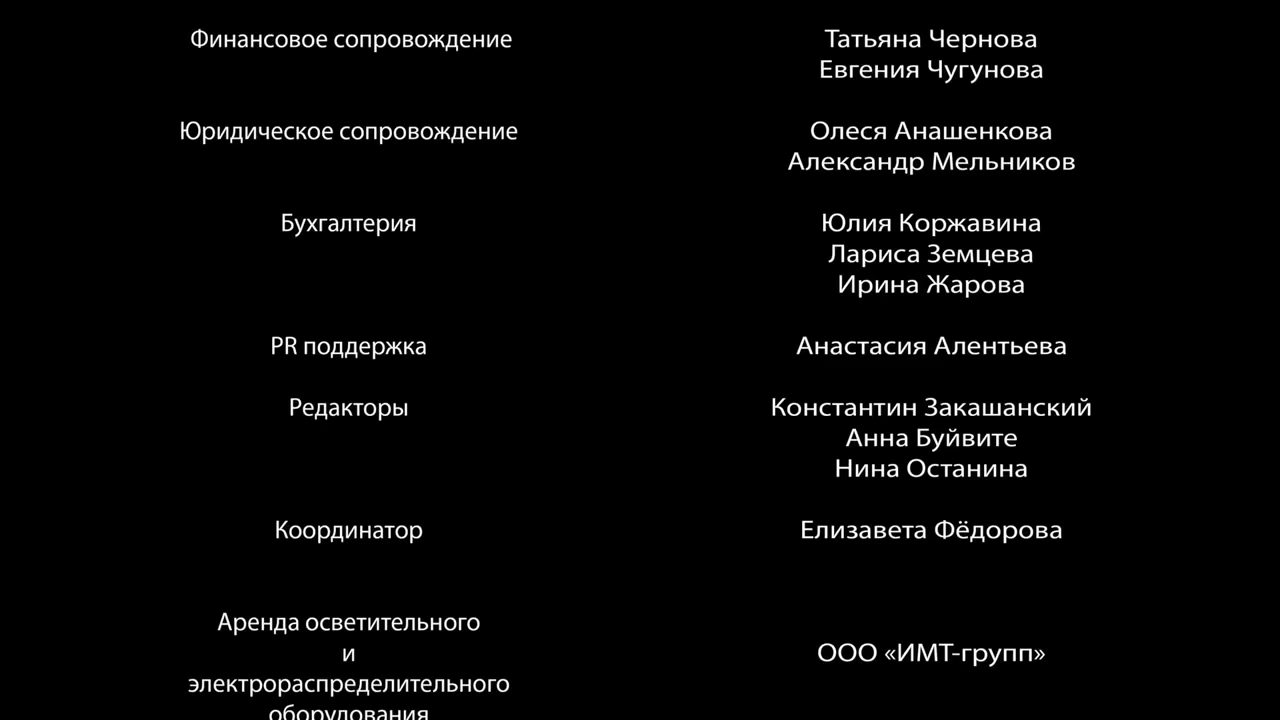 Финансовое сопровождение
Татьяна Чернова
Евгения Чугунова
Юридическое сопровождение
Олеся Анашенкова
Александр Мельников
Бухгалтерия
Юлия Коржавина
Лариса Земцева
Ирина Жарова
PR поддержка
Анастасия Алентьева
Редакторы
Константин Закашанский
Анна Буйвите
Нина Останина
Координатор
Елизавета Фёдорова
Аренда осветительного
и
электрораспределительного
оборудования
ООО «ИМТ-групп»